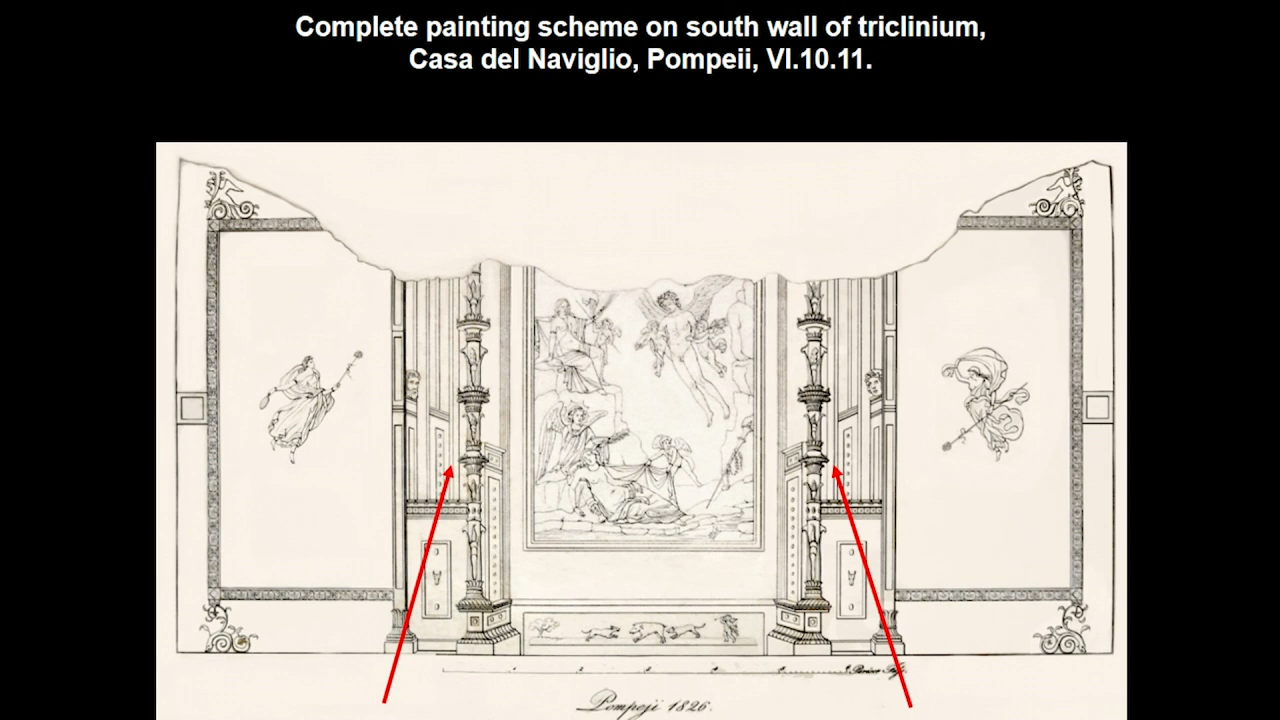 Complete painting scheme on south wall of triclinium,
Casa del Naviglio, Pompeii, VI.10.11.
Pompeji 1826.